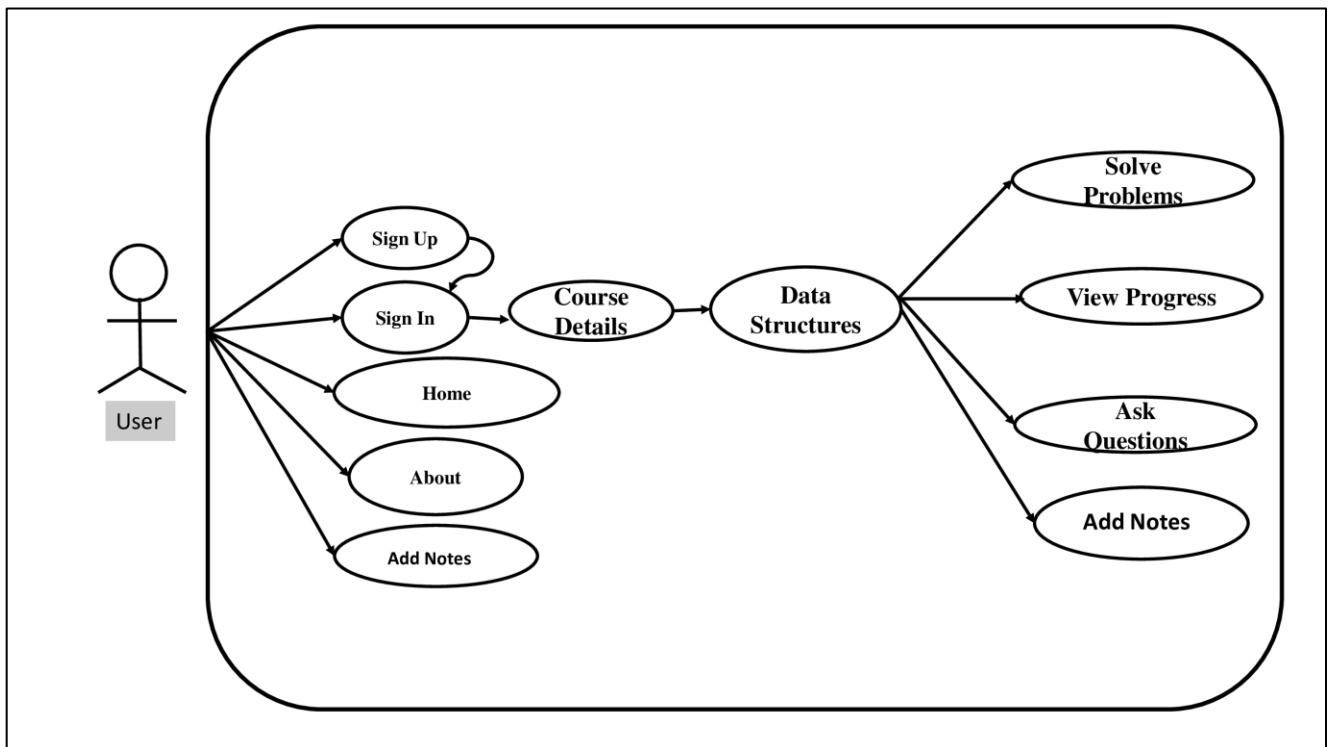 Sign Up
Sign In
Home
About
Add Notes
User
Course
Details
Data
Structures
Solve
Problems
View Progress
Ask
Questions
Add Notes